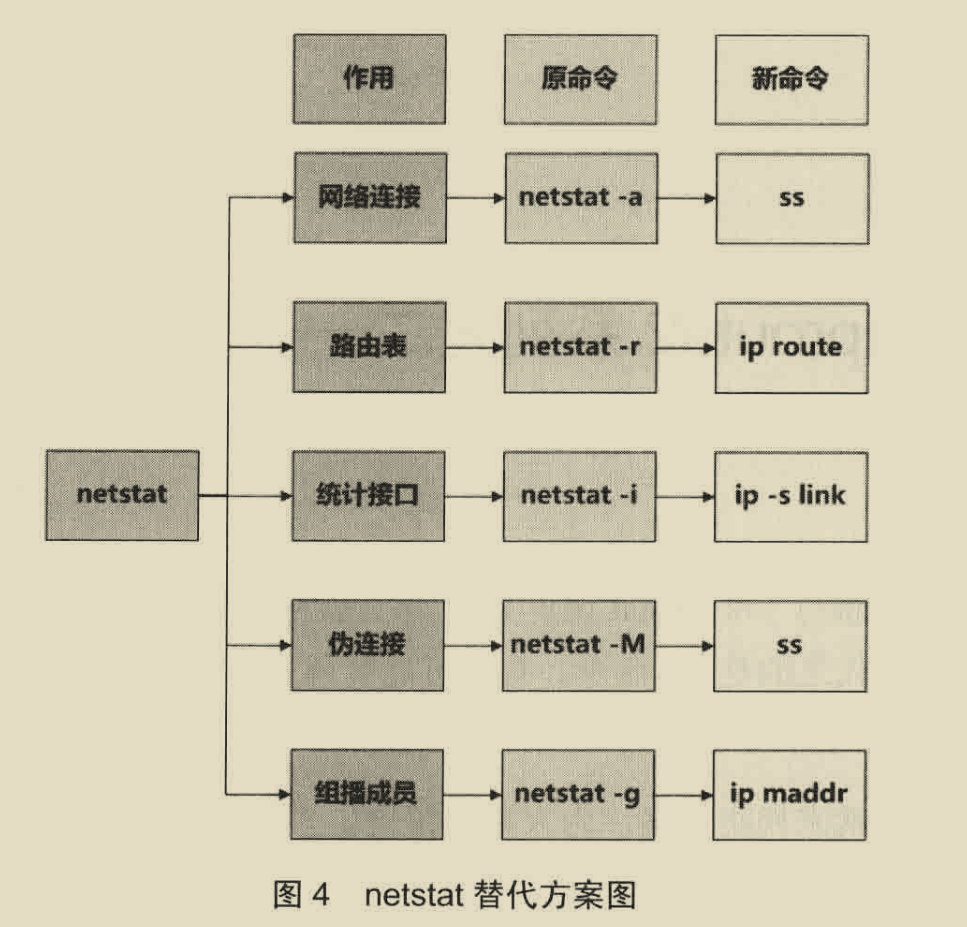 作用 原命令 新命令
网络连接 netstat -a ss
路由表 netstat -r ip route
netstat 统计接口 netstat -i ip -s link
伪连接 netstat -M ss
组播成员 netstat -g ip maddr
图 4 netstat 替代方案图